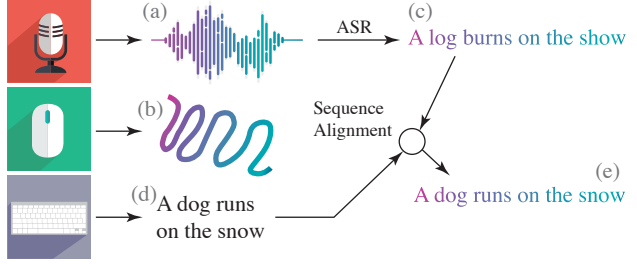 (a)
ASR
(c)
A log burns on the show
(b)
Sequence
Alignment
(d)
A dog runs
on the snow
(e)
A dog runs on the snow